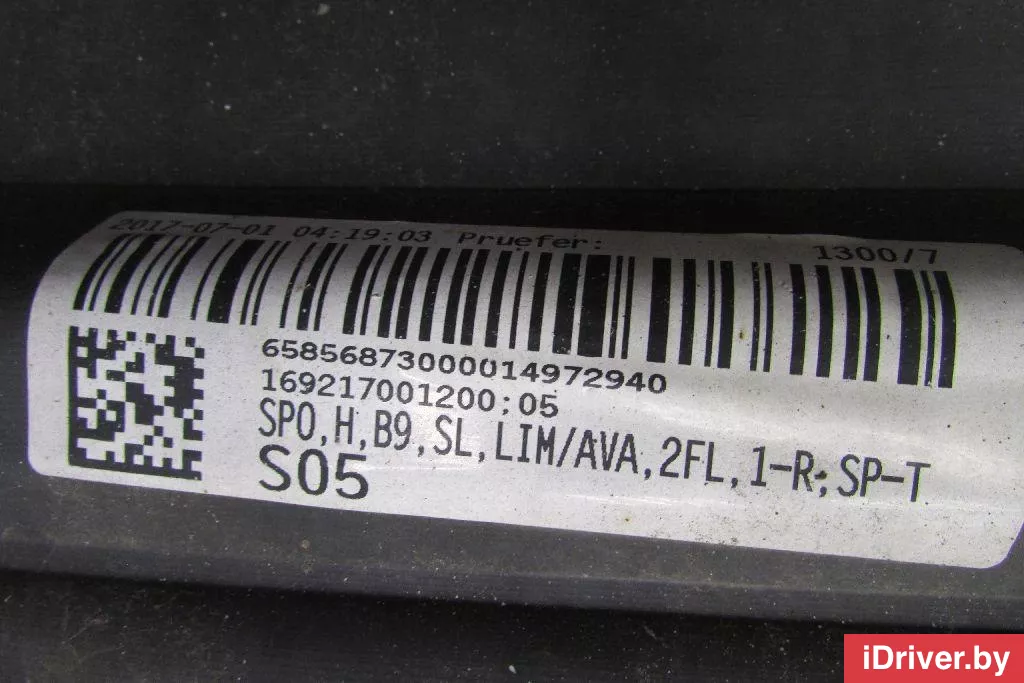 2017-07-01 04:19:03 Pruefer: 1300/7
65856873000014972940
169217001200;05
SPO,H,B9,SL,LIM/AVA,2FL,1-R;SP-T
S05
iDriver.by